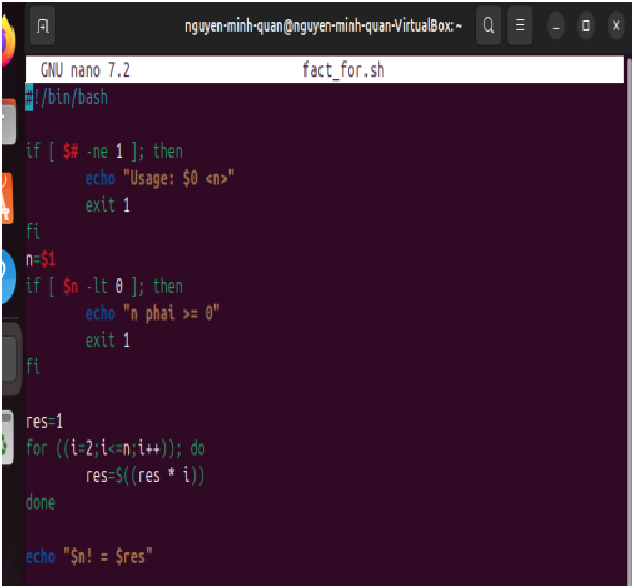 nguyen-minh-quan@nguyen-minh-quan-VirtualBox: ~
GNU nano 7.2 fact_for.sh
#!/bin/bash
if [ $# -ne 1 ]; then
echo "Usage: $0 <n>"
exit 1
fi
n=$1
if [ $n -lt 0 ]; then
echo "n phai >= 0"
exit 1
fi
res=1
for ((i=2;i<=n;i++)); do
res=$((res * i))
done
echo "$n! = $res"